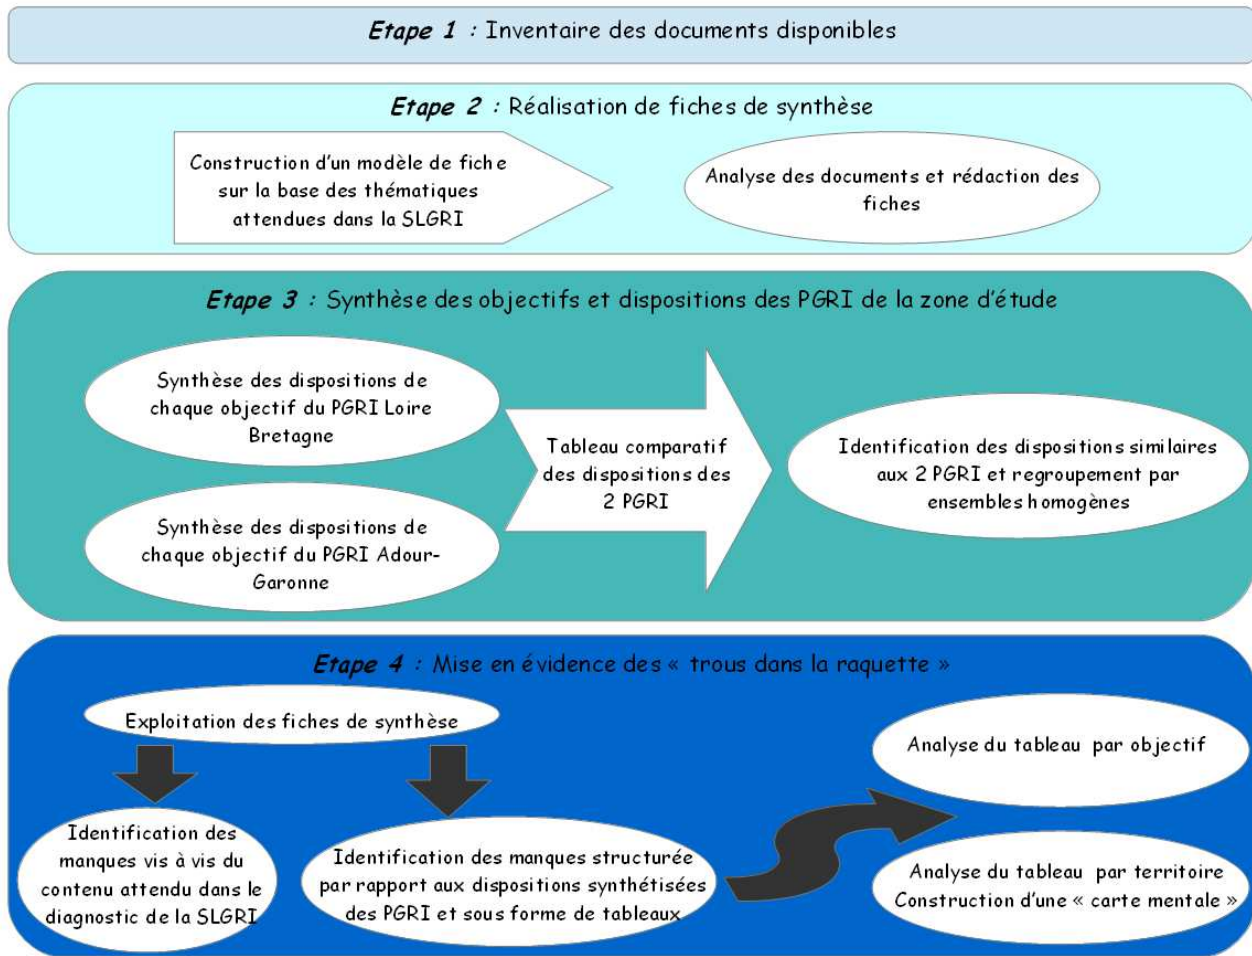 Etape 1 : Inventaire des documents disponibles
Etape 2 : Réalisation de fiches de synthèse
Construction d'un modèle de fiche
sur la base des thématiques
attendues dans la SLGRI
Analyse des documents et rédaction des
fiches
Etape 3 : Synthèse des objectifs et dispositions des PGRI de la zone d'étude
Synthèse des dispositions de
chaque objectif du PGRI Loire
Bretagne
Synthèse des dispositions de
chaque objectif du PGRI Adour-
Garonne
Tableau comparatif
des dispositions des
2 PGRI
Identification des dispositions similaires
aux 2 PGRI et regroupement par
ensembles homogènes
Etape 4 : Mise en évidence des « trous dans la raquette »
Exploitation des fiches de synthèse
Identification des
manques vis à vis du
contenu attendu dans le
diagnostic de la SLGRI
Identification des manques structurée
par rapport aux dispositions synthétisées
des PGRI et sous forme de tableaux
Analyse du tableau par objectif
Analyse du tableau par territoire
Construction d'une « carte mentale »